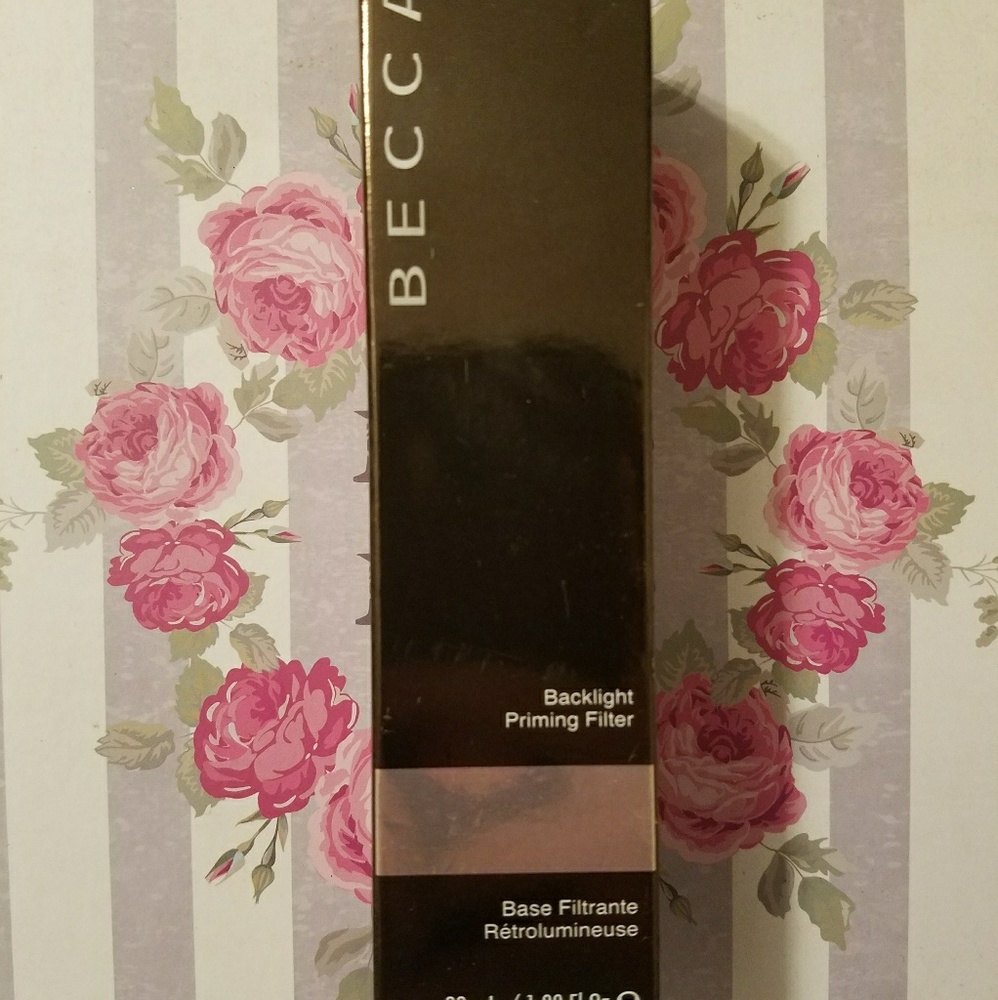 BECCA
Backlight
Priming Filter
Base Filtrante
Rétrolumineuse